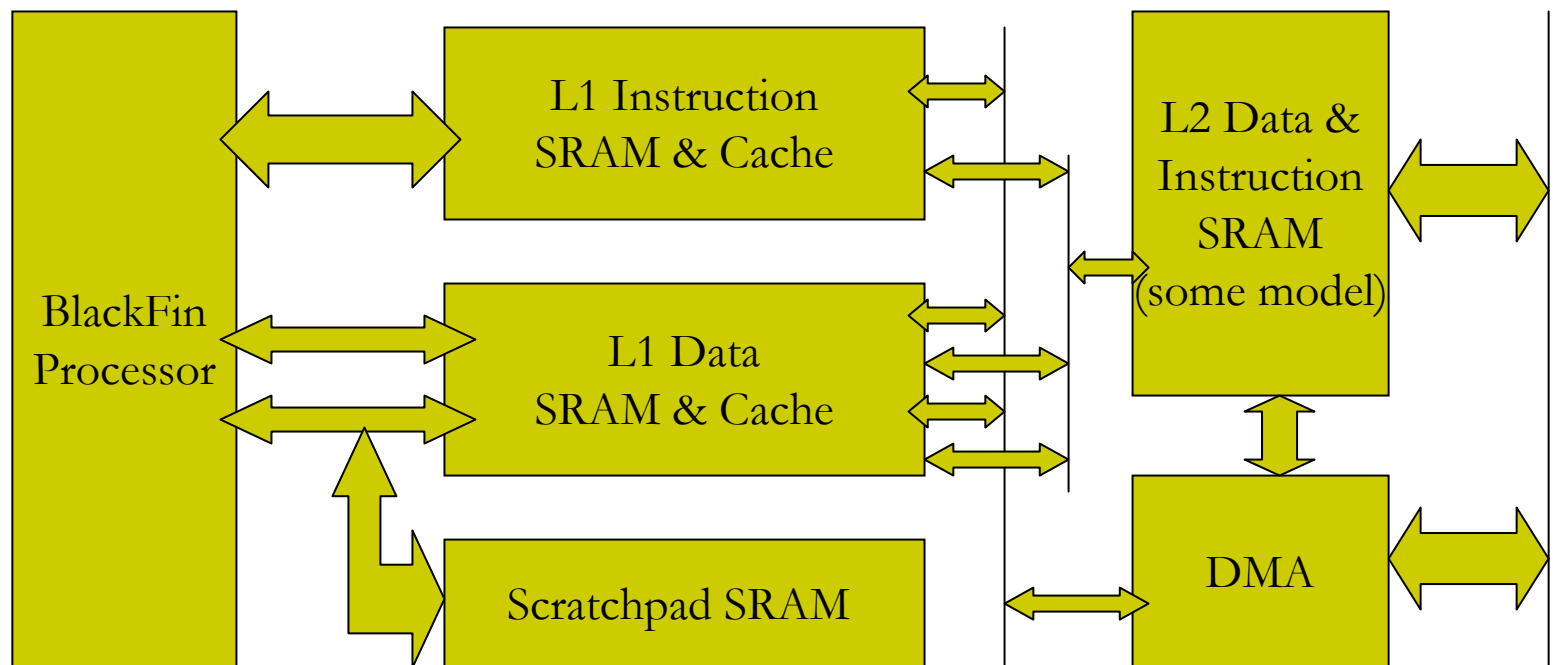 BlackFin
Processor
L1 Instruction
SRAM & Cache
L1 Data
SRAM & Cache
Scratchpad SRAM
L2 Data &
Instruction
SRAM
(some model)
DMA